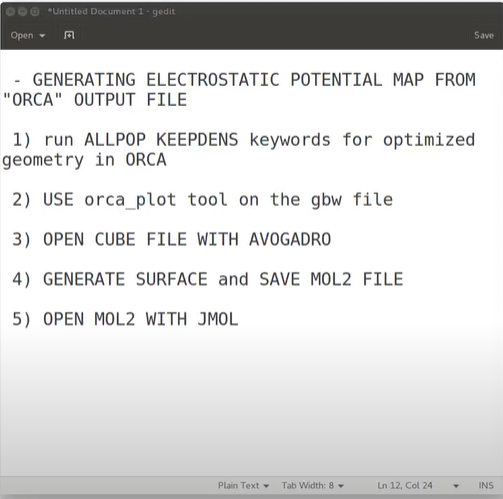 *Untitled Document 1 - gedit
Open Save
- GENERATING ELECTROSTATIC POTENTIAL MAP FROM
"ORCA" OUTPUT FILE
1) run ALLPOP KEEPDENS keywords for optimized
geometry in ORCA
2) USE orca_plot tool on the gbw file
3) OPEN CUBE FILE WITH AVOGADRO
4) GENERATE SURFACE and SAVE MOL2 FILE
5) OPEN MOL2 WITH JMOL
Plain Text Tab Width: 8 Ln 12, Col 24 INS